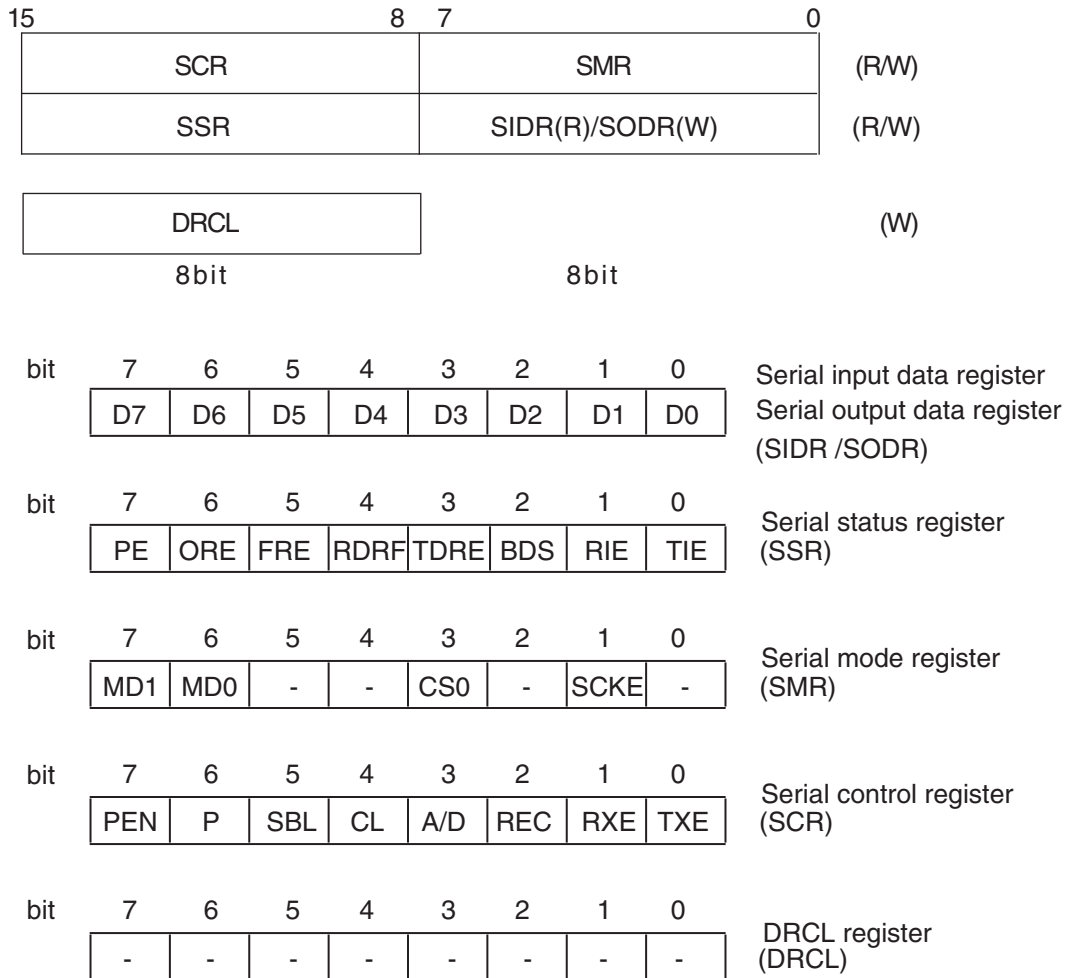 15 8 7 0
SCR SMR (R/W)
SSR SIDR(R)/SODR(W) (R/W)
DRCL (W)
8bit 8bit
bit 7 6 5 4 3 2 1 0
D7 D6 D5 D4 D3 D2 D1 D0
Serial input data register
Serial output data register
(SIDR /SODR)
bit 7 6 5 4 3 2 1 0
PE ORE FRE RDRF TDRE BDS RIE TIE
Serial status register
(SSR)
bit 7 6 5 4 3 2 1 0
MD1 MD0 - - CS0 - SCKE -
Serial mode register
(SMR)
bit 7 6 5 4 3 2 1 0
PEN P SBL CL A/D REC RXE TXE
Serial control register
(SCR)
bit 7 6 5 4 3 2 1 0
- - - - - - - -
DRCL register
(DRCL)